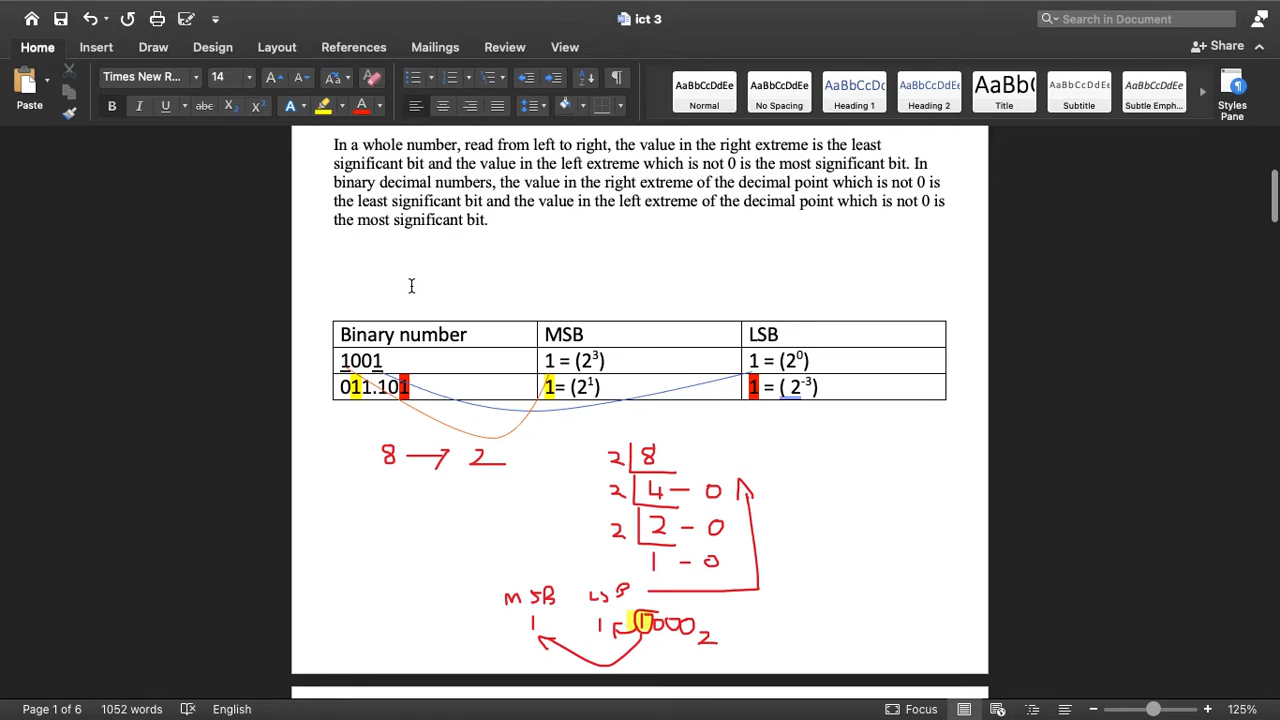 ict 3
Search in Document
Home Insert Draw Design Layout References Mailings Review View Share
Paste Times New R... 14 A A Aa A
B I U abc X₂ X² A A
AaBbCcDdEe AaBbCcDdEe AaBbCcDc AaBbCcDdEe AaBbCc AaBbCcDdEe AaBbCcDdEe
Normal No Spacing Heading 1 Heading 2 Title Subtitle Subtle Emph... Styles Pane
In a whole number, read from left to right, the value in the right extreme is the least
significant bit and the value in the left extreme which is not 0 is the most significant bit. In
binary decimal numbers, the value in the right extreme of the decimal point which is not 0 is
the least significant bit and the value in the left extreme of the decimal point which is not 0 is
the most significant bit.
Binary number MSB LSB
1001 1 = (2³) 1 = (2⁰)
011.101 1= (2¹) 1 = ( 2⁻³)
8 → 2 2 8
2 4 - 0
2 2 - 0
1 - 0
MSB LSB
1 1 1000₂
Page 1 of 6 1052 words English Focus 125%